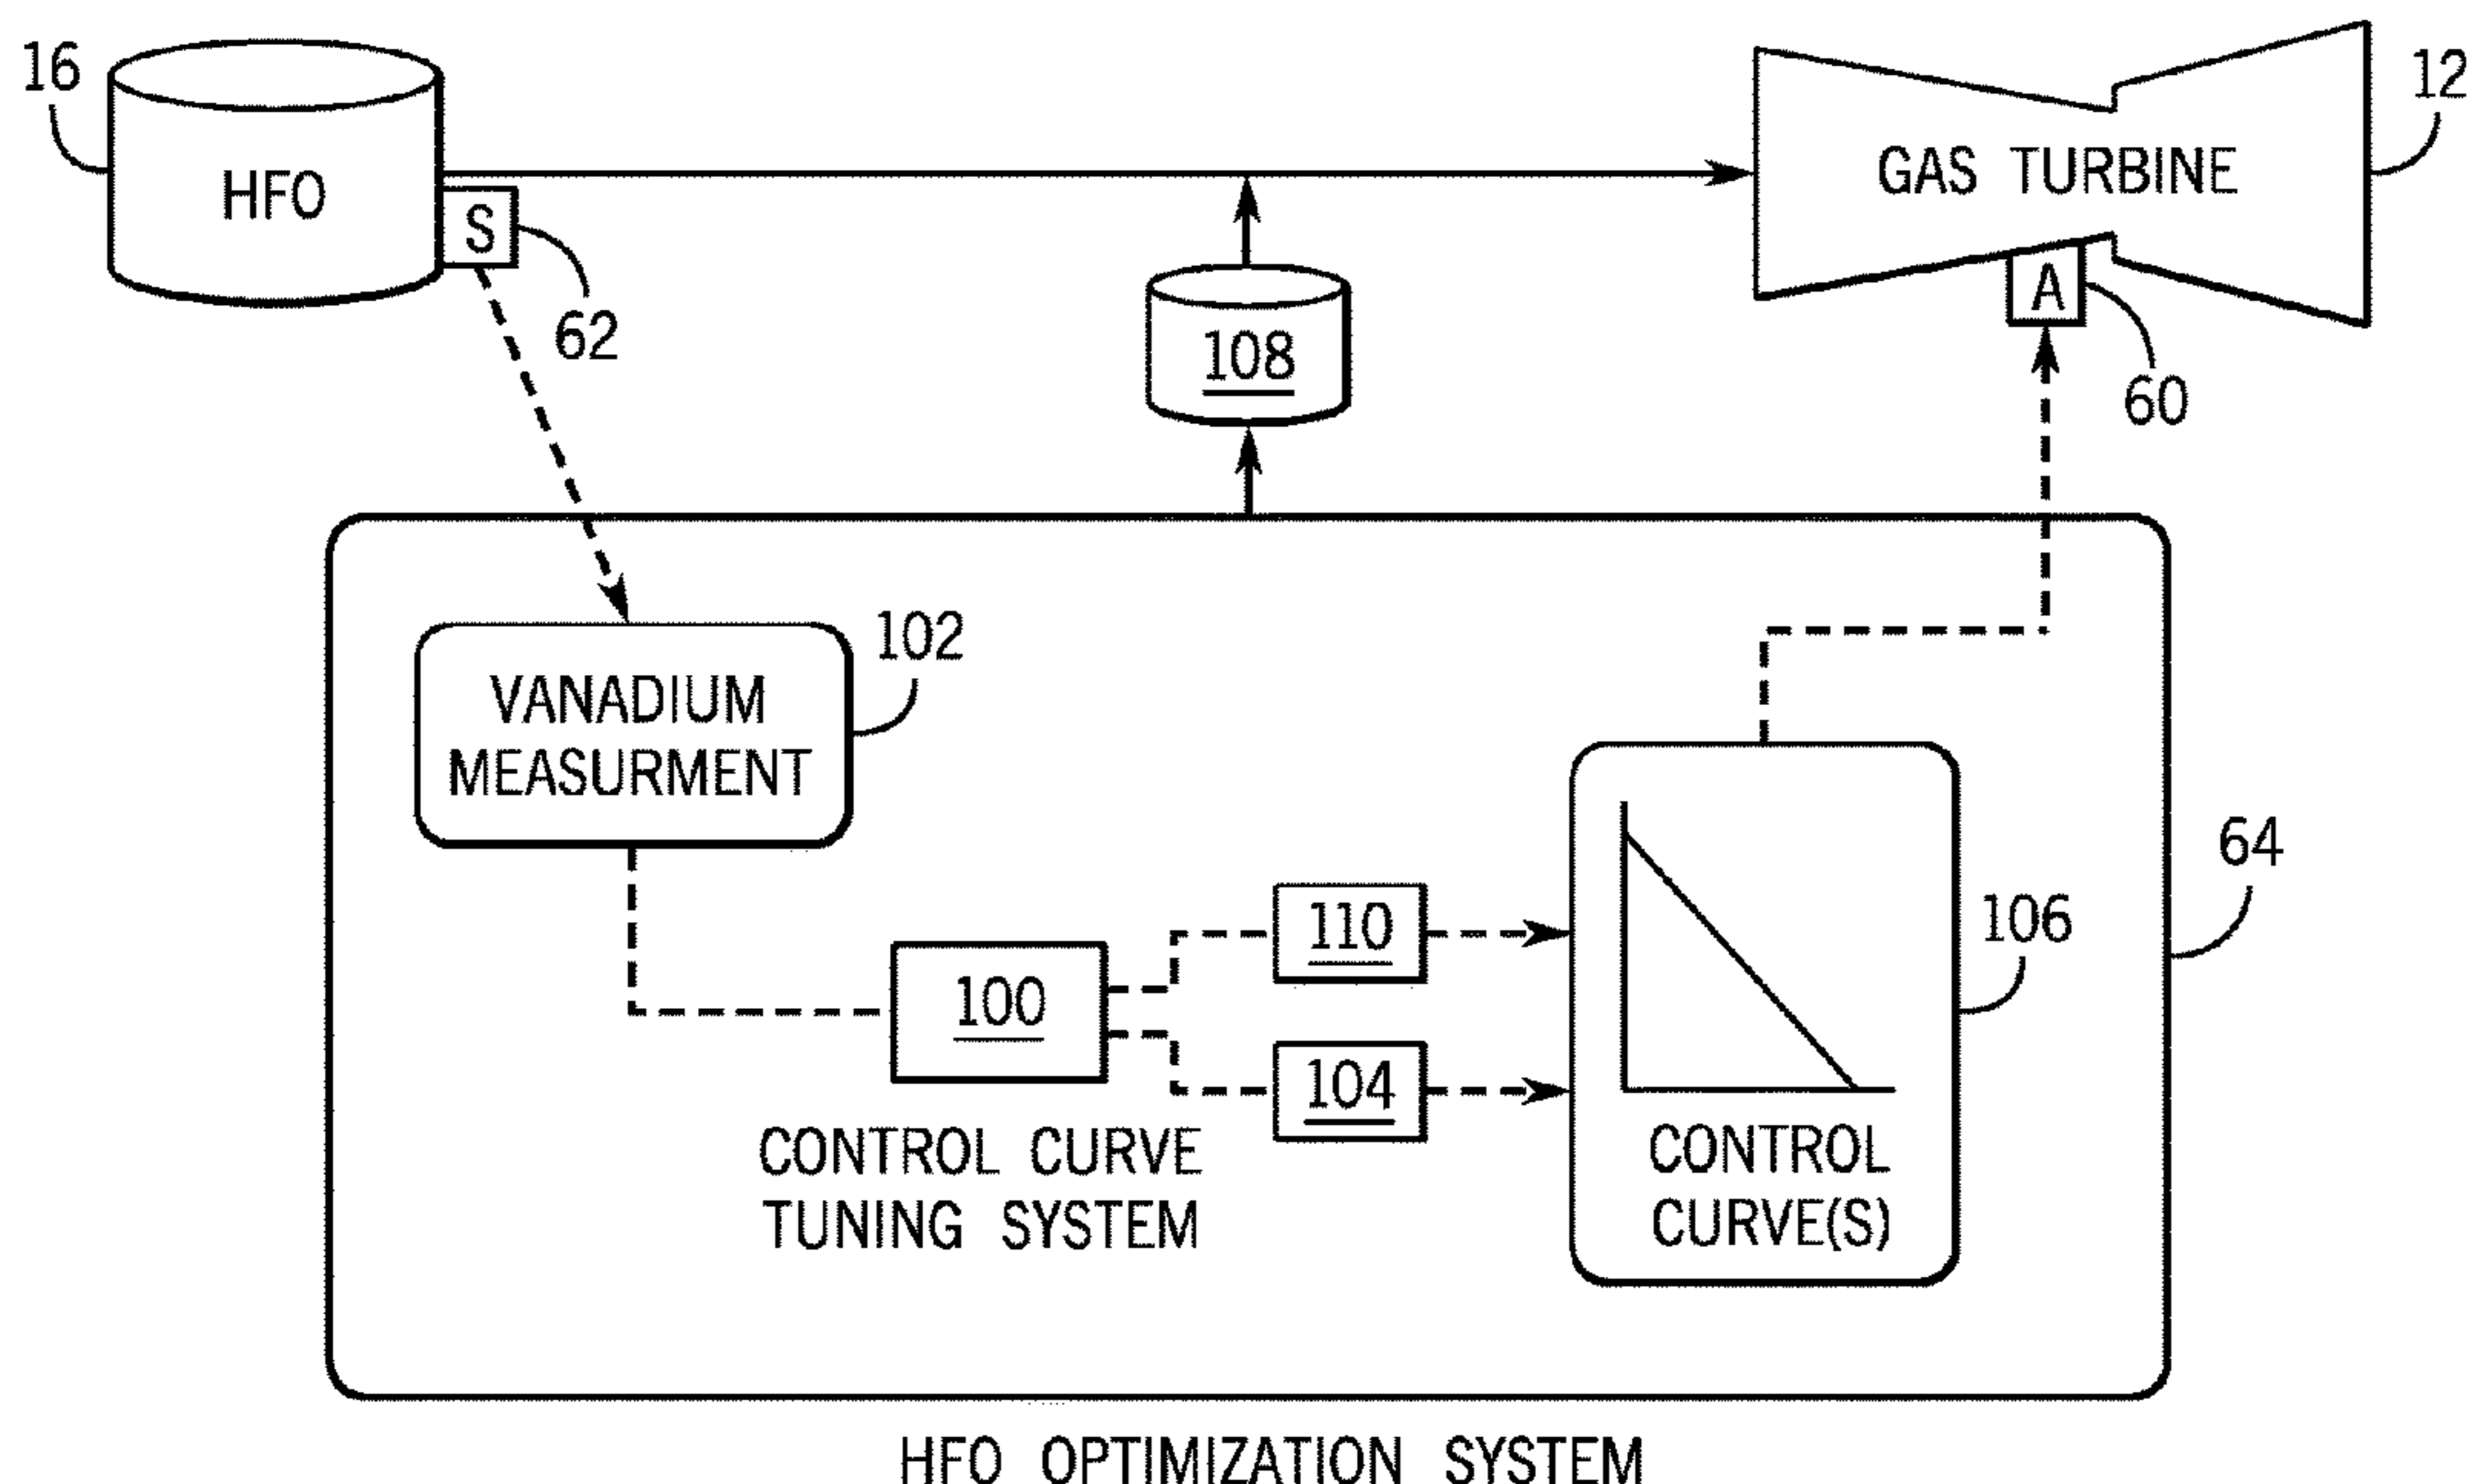 16
HFO
S
62
GAS TURBINE
12
A
60
108
VANADIUM
MEASURMENT
102
100
110
104
CONTROL CURVE
TUNING SYSTEM
CONTROL
CURVE(S)
106
64
HFO OPTIMIZATION SYSTEM